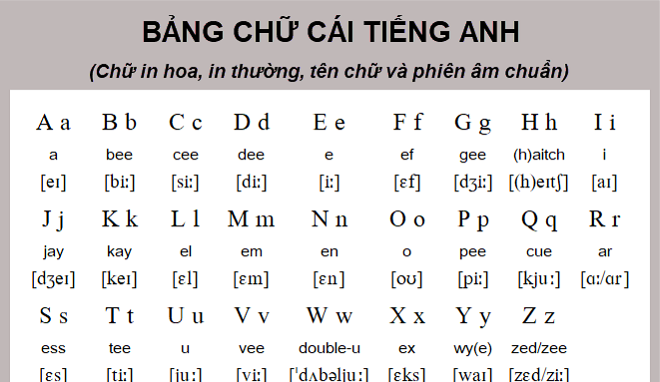 BẢNG CHỮ CÁI TIẾNG ANH
(Chữ in hoa, in thường, tên chữ và phiên âm chuẩn)
A a B b C c D d E e F f G g H h I i
a bee cee dee e ef gee (h)aitch i
[eɪ] [biː] [siː] [diː] [iː] [ɛf] [dʒiː] [(h)eɪtʃ] [aɪ]
J j K k L l M m N n O o P p Q q R r
jay kay el em en o pee cue ar
[dʒeɪ] [keɪ] [ɛl] [ɛm] [ɛn] [oʊ] [piː] [kjuː] [ɑː/ɑr]
S s T t U u V v W w X x Y y Z z
ess tee u vee double-u ex wy(e) zed/zee
[ɛs] [tiː] [juː] [viː] [ˈdʌbəljuː] [ɛks] [waɪ] [zɛd/ziː]